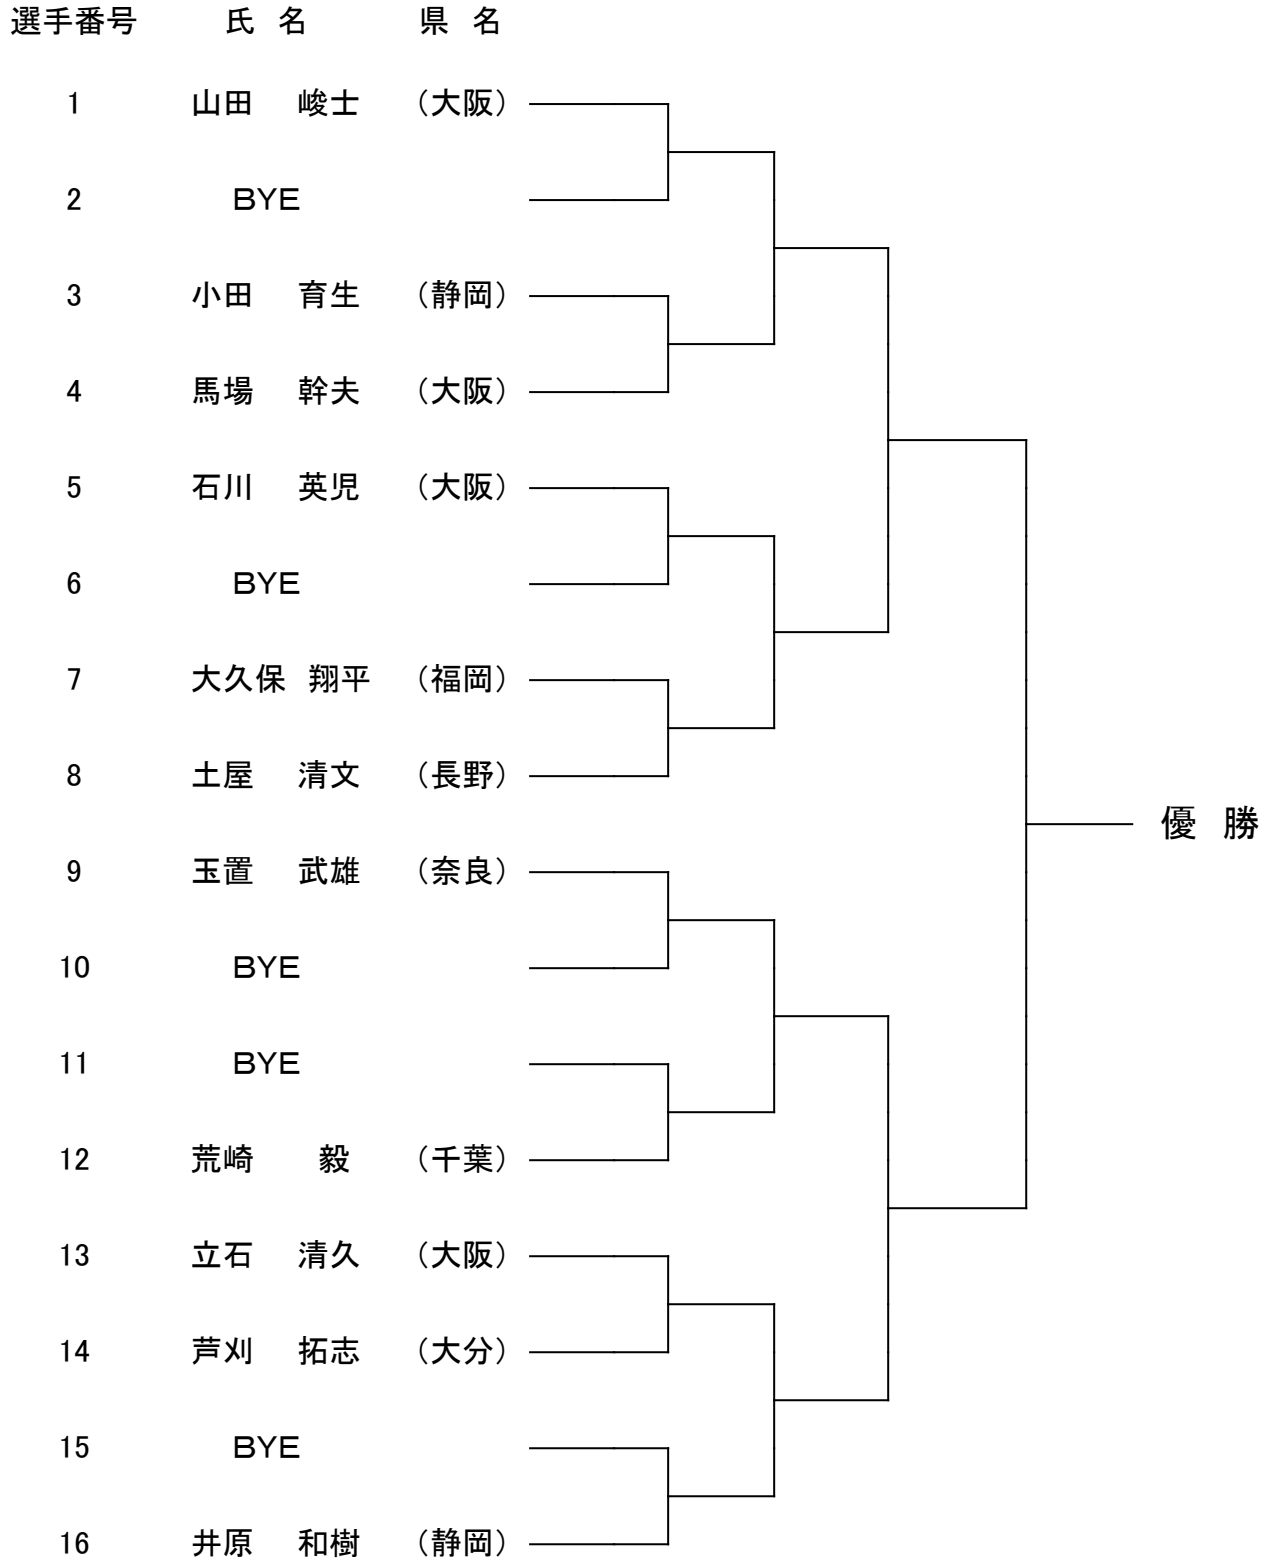 選手番号 氏 名 県 名
1 山田 峻士 （大阪）
2 BYE
3 小田 育生 （静岡）
4 馬場 幹夫 （大阪）
5 石川 英児 （大阪）
6 BYE
7 大久保 翔平 （福岡）
8 土屋 清文 （長野）
優 勝
9 玉置 武雄 （奈良）
10 BYE
11 BYE
12 荒崎 毅 （千葉）
13 立石 清久 （大阪）
14 芦刈 拓志 （大分）
15 BYE
16 井原 和樹 （静岡）